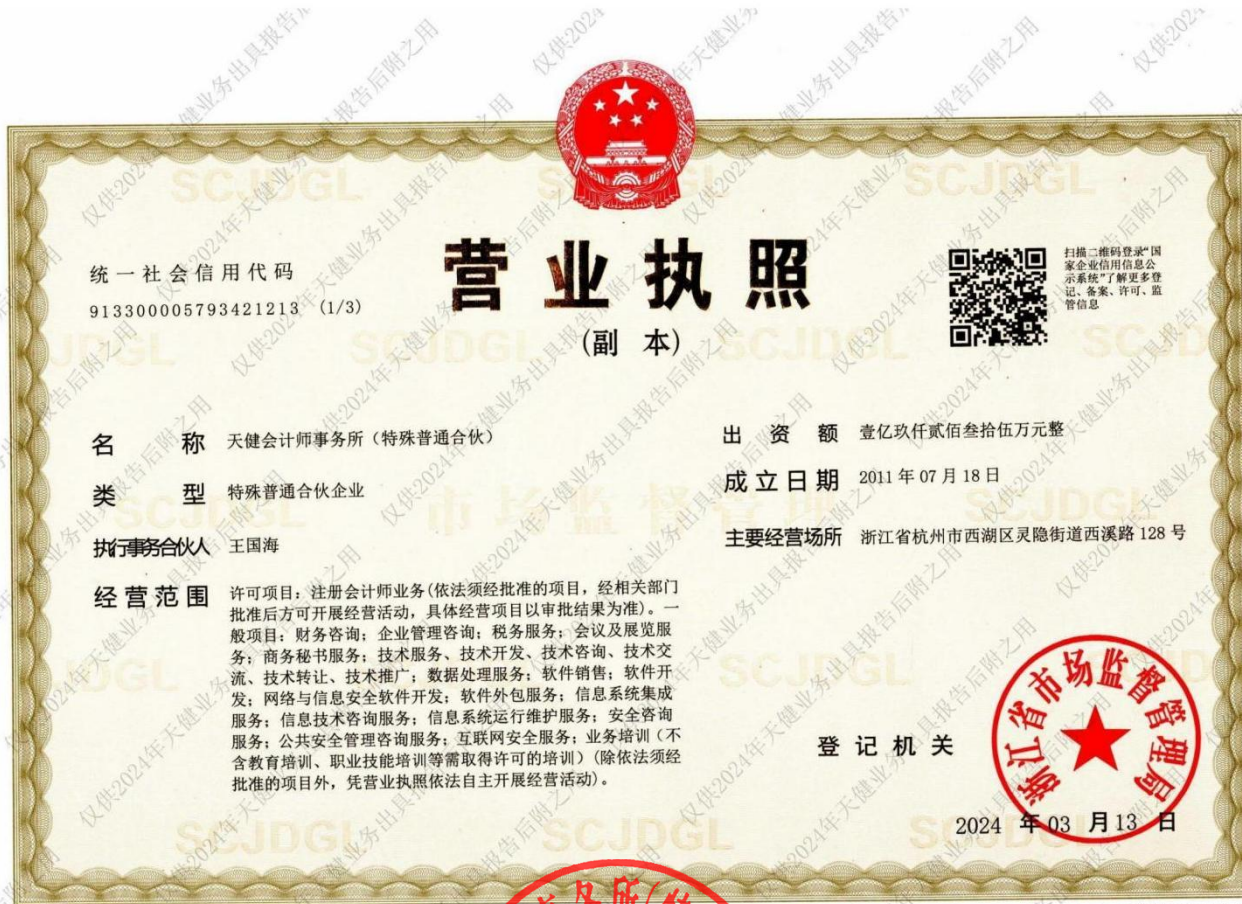 营业执照
(副 本)
统一社会信用代码
913300005793421213 (1/3)
扫描二维码登录“国
家企业信用信息公
示系统”了解更多登
记、备案、许可、监
管信息
名 称 天健会计师事务所（特殊普通合伙）
类 型 特殊普通合伙企业
执行事务合伙人 王国海
经营范围 许可项目：注册会计师业务(依法须经批准的项目，经相关部门
批准后方可开展经营活动，具体经营项目以审批结果为准)。一
般项目：财务咨询；企业管理咨询；税务服务；会议及展览服
务；商务秘书服务；技术服务、技术开发、技术咨询、技术交
流、技术转让、技术推广；数据处理服务；软件销售；软件开
发；网络与信息安全软件开发；软件外包服务；信息系统集成
服务；信息技术咨询服务；信息系统运行维护服务；安全咨询
服务；公共安全管理咨询服务；互联网安全服务；业务培训（不
含教育培训、职业技能培训等需取得许可的培训）(除依法须经
批准的项目外，凭营业执照依法自主开展经营活动)。
出 资 额 壹亿玖仟贰佰叁拾伍万元整
成立日期 2011年07月18日
主要经营场所 浙江省杭州市西湖区灵隐街道西溪路128号
登记机关
浙江省市场监督管理局
2024 年 03 月 13 日
SCJDGL
市场监督管理
仅供2024年天健业务出具报告后附之用